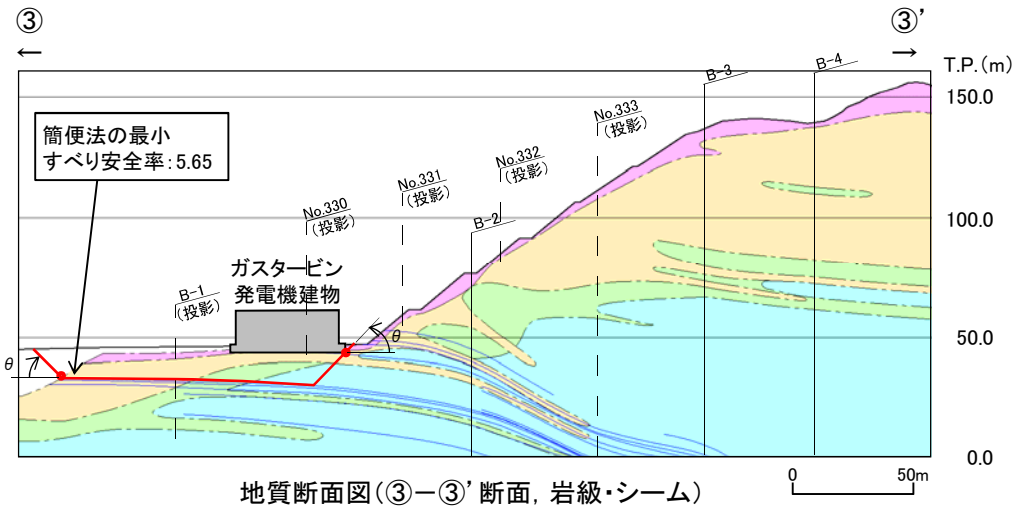 ③
③’
←
→
T.P.(m)
簡便法の最小
すべり安全率:5.65
B-1
(投影)
No.330
(投影)
No.331
(投影)
B-2
No.332
(投影)
No.333
(投影)
B-3
B-4
150.0
100.0
50.0
0.0
ガスタービン
発電機建物
θ
θ
0
50m
地質断面図(③-③’断面, 岩級・シーム)